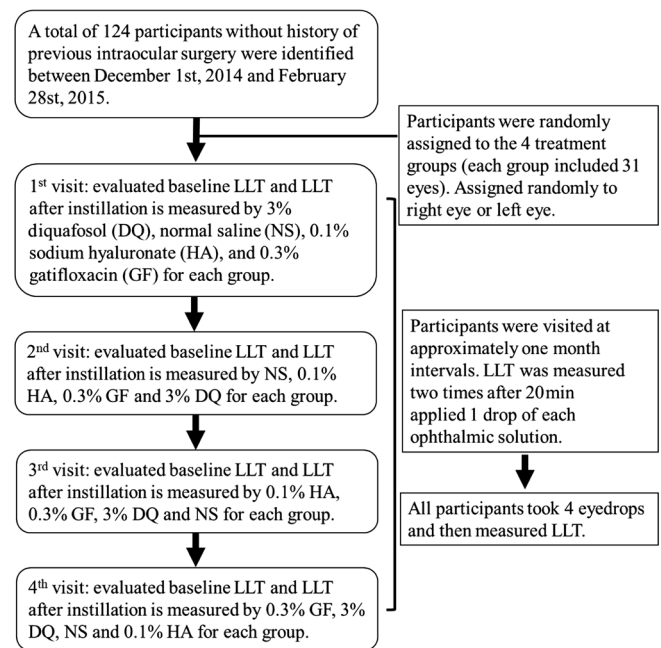 A total of 124 participants without history of
previous intraocular surgery were identified
between December 1st, 2014 and February
28st, 2015.
Participants were randomly
assigned to the 4 treatment
groups (each group included 31
eyes). Assigned randomly to
right eye or left eye.
1st visit: evaluated baseline LLT and LLT
after instillation is measured by 3%
diquafosol (DQ), normal saline (NS), 0.1%
sodium hyaluronate (HA), and 0.3%
gatifloxacin (GF) for each group.
2nd visit: evaluated baseline LLT and LLT
after instillation is measured by NS, 0.1%
HA, 0.3% GF and 3% DQ for each group.
Participants were visited at
approximately one month
intervals. LLT was measured
two times after 20min
applied 1 drop of each
ophthalmic solution.
3rd visit: evaluated baseline LLT and LLT
after instillation is measured by 0.1% HA,
0.3% GF, 3% DQ and NS for each group.
All participants took 4 eyedrops
and then measured LLT.
4th visit: evaluated baseline LLT and LLT
after instillation is measured by 0.3% GF, 3%
DQ, NS and 0.1% HA for each group.